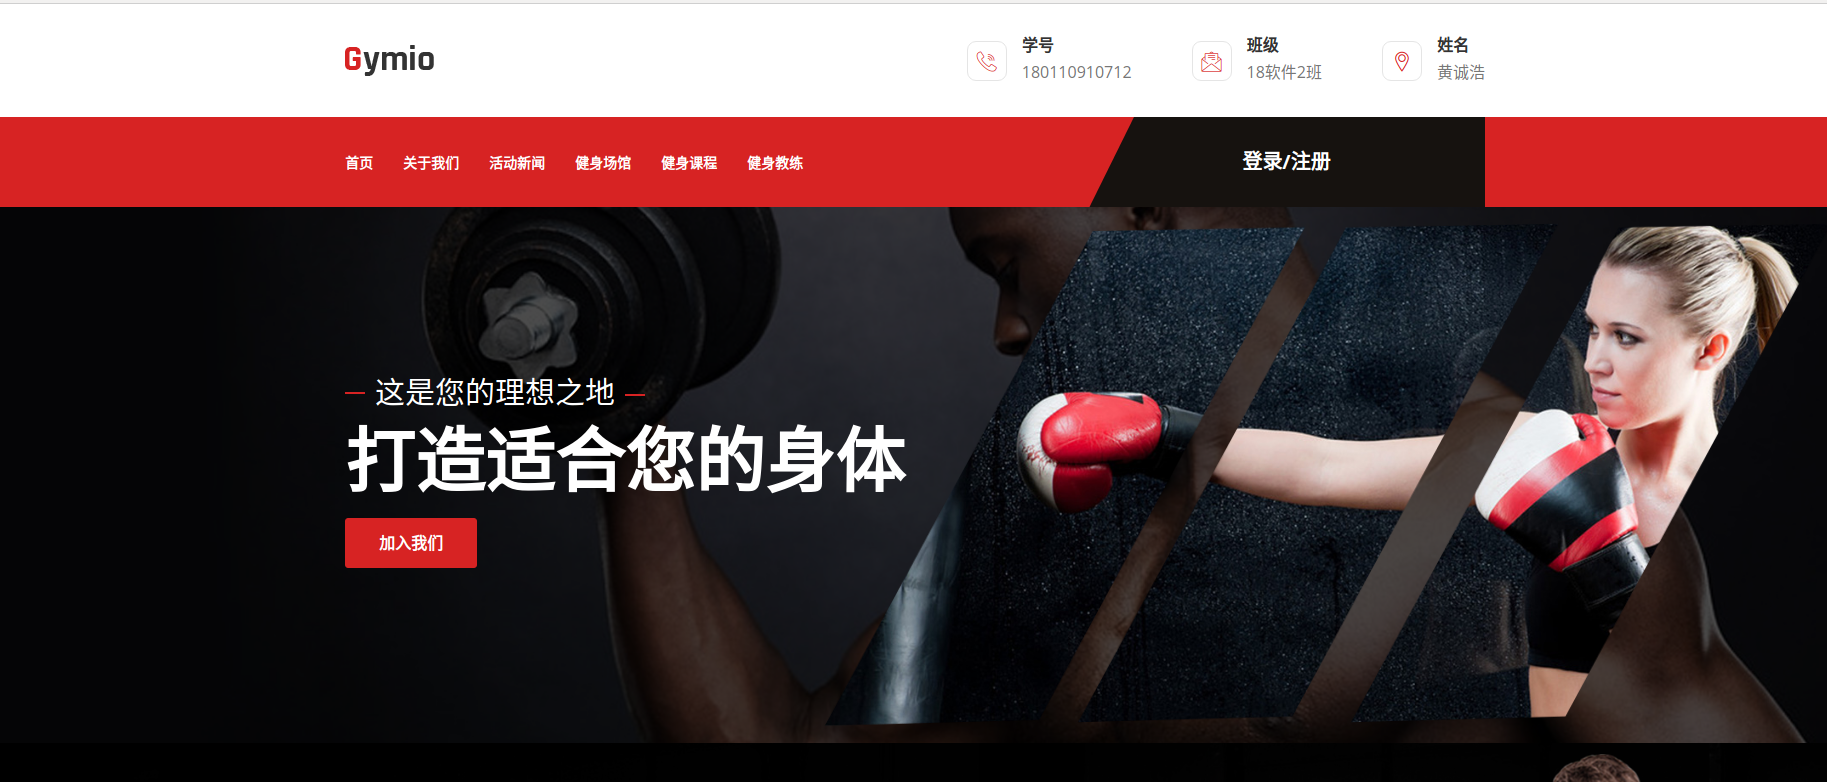 Gymio
学号
180110910712
班级
18软件2班
姓名
黄诚浩
首页 关于我们 活动新闻 健身场馆 健身课程 健身教练
登录/注册
这是您的理想之地
打造适合您的身体
加入我们